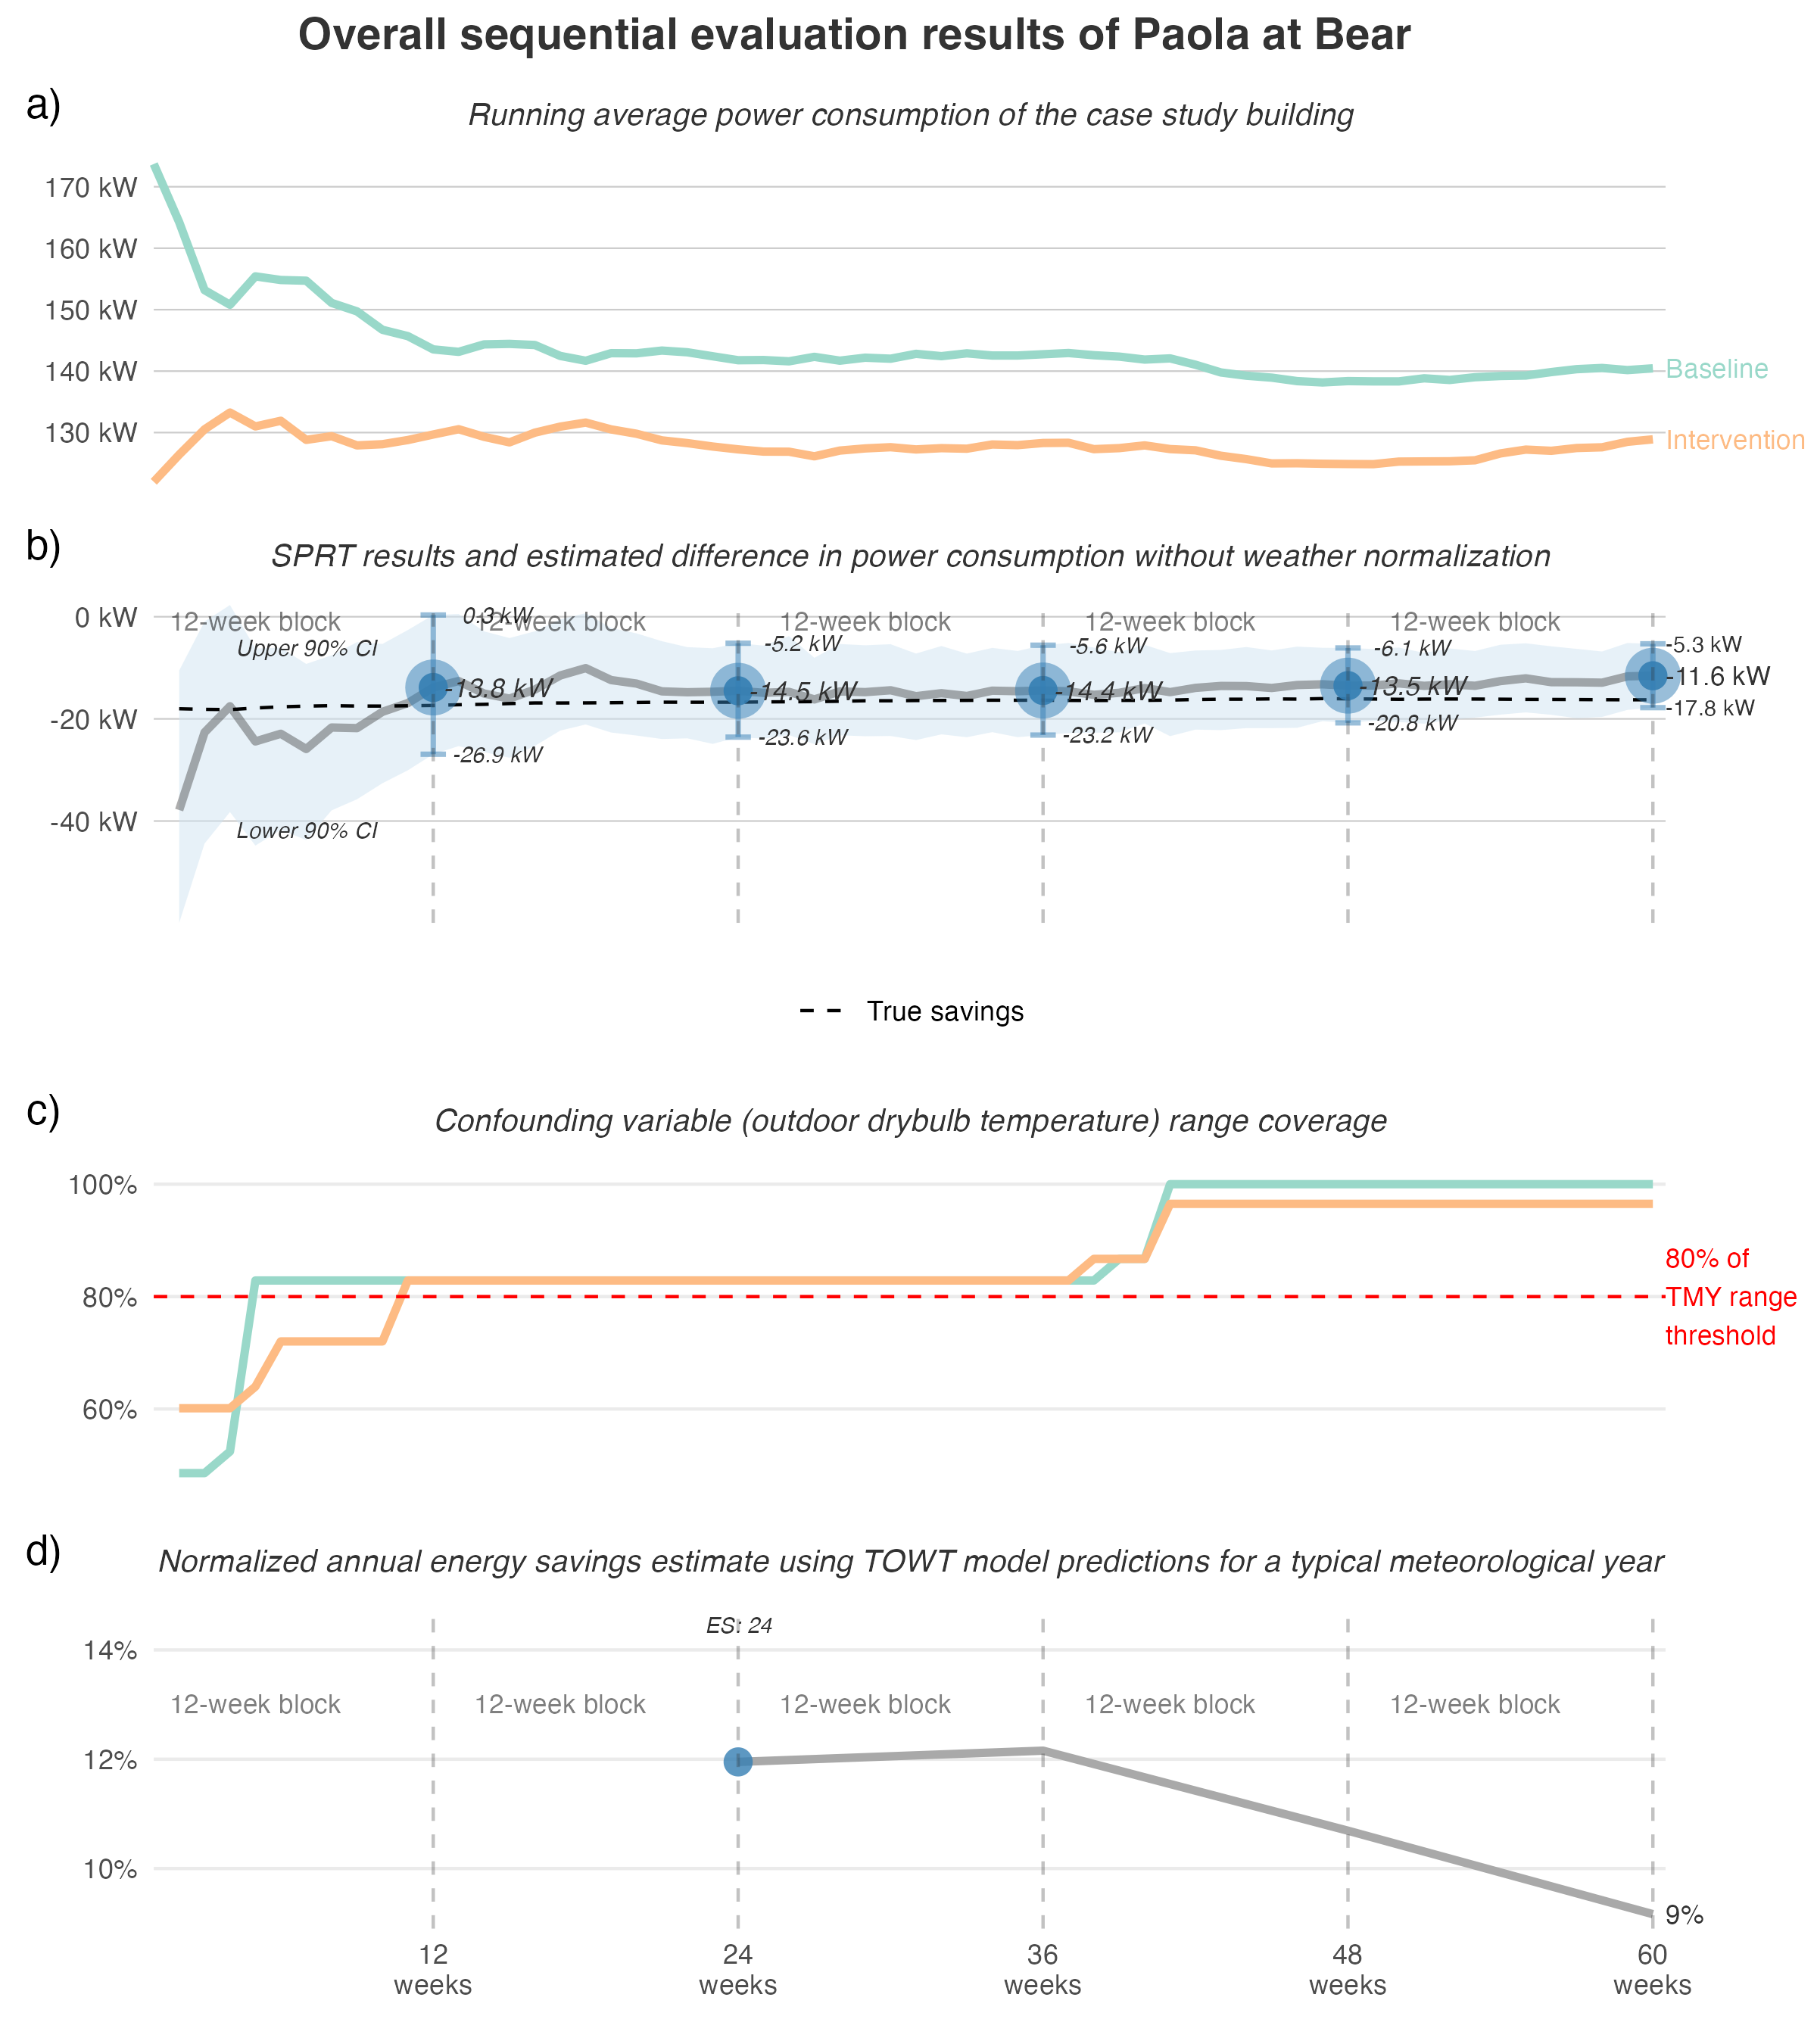 Overall sequential evaluation results of Paola at Bear
a)
Running average power consumption of the case study building
170 kW
160 kW
150 kW
140 kW
130 kW
Baseline
Intervention
b)
SPRT results and estimated difference in power consumption without weather normalization
0 kW
-20 kW
-40 kW
12-week block
12-week block
12-week block
12-week block
12-week block
Upper 90% CI
Lower 90% CI
0.3 kW
-13.8 kW
-26.9 kW
-5.2 kW
-14.5 kW
-23.6 kW
-5.6 kW
-14.4 kW
-23.2 kW
-6.1 kW
-13.5 kW
-20.8 kW
-5.3 kW
-11.6 kW
-17.8 kW
True savings
c)
Confounding variable (outdoor drybulb temperature) range coverage
100%
80%
60%
80% of
TMY range
threshold
d)
Normalized annual energy savings estimate using TOWT model predictions for a typical meteorological year
ES: 24
14%
12%
10%
12-week block
12-week block
12-week block
12-week block
12-week block
9%
12
weeks
24
weeks
36
weeks
48
weeks
60
weeks